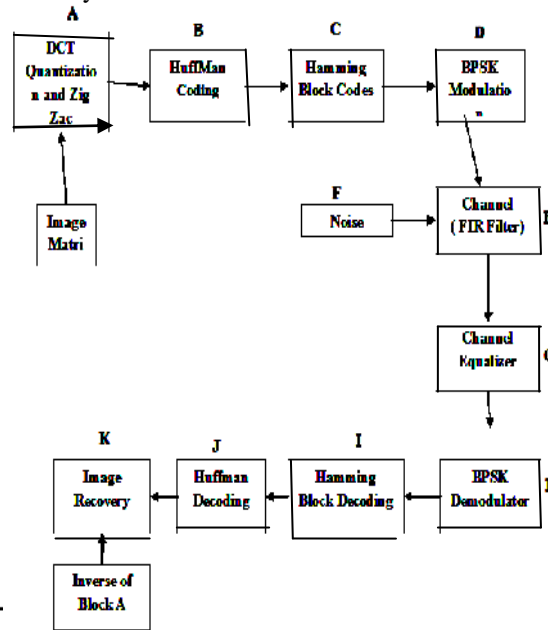 A
DCT
Quantizatio
n and Zig
Zac
B
HuffMan
Coding
C
Hamming
Block Codes
D
BPSK
Modulatio
n
Image
Matri
F
Noise
Channel
( FIR Filter)
Channel
Equalizer
K
Image
Recovery
J
Huffman
Decoding
I
Hamming
Block Decoding
BPSK
Demodulator
Inverse of
Block A